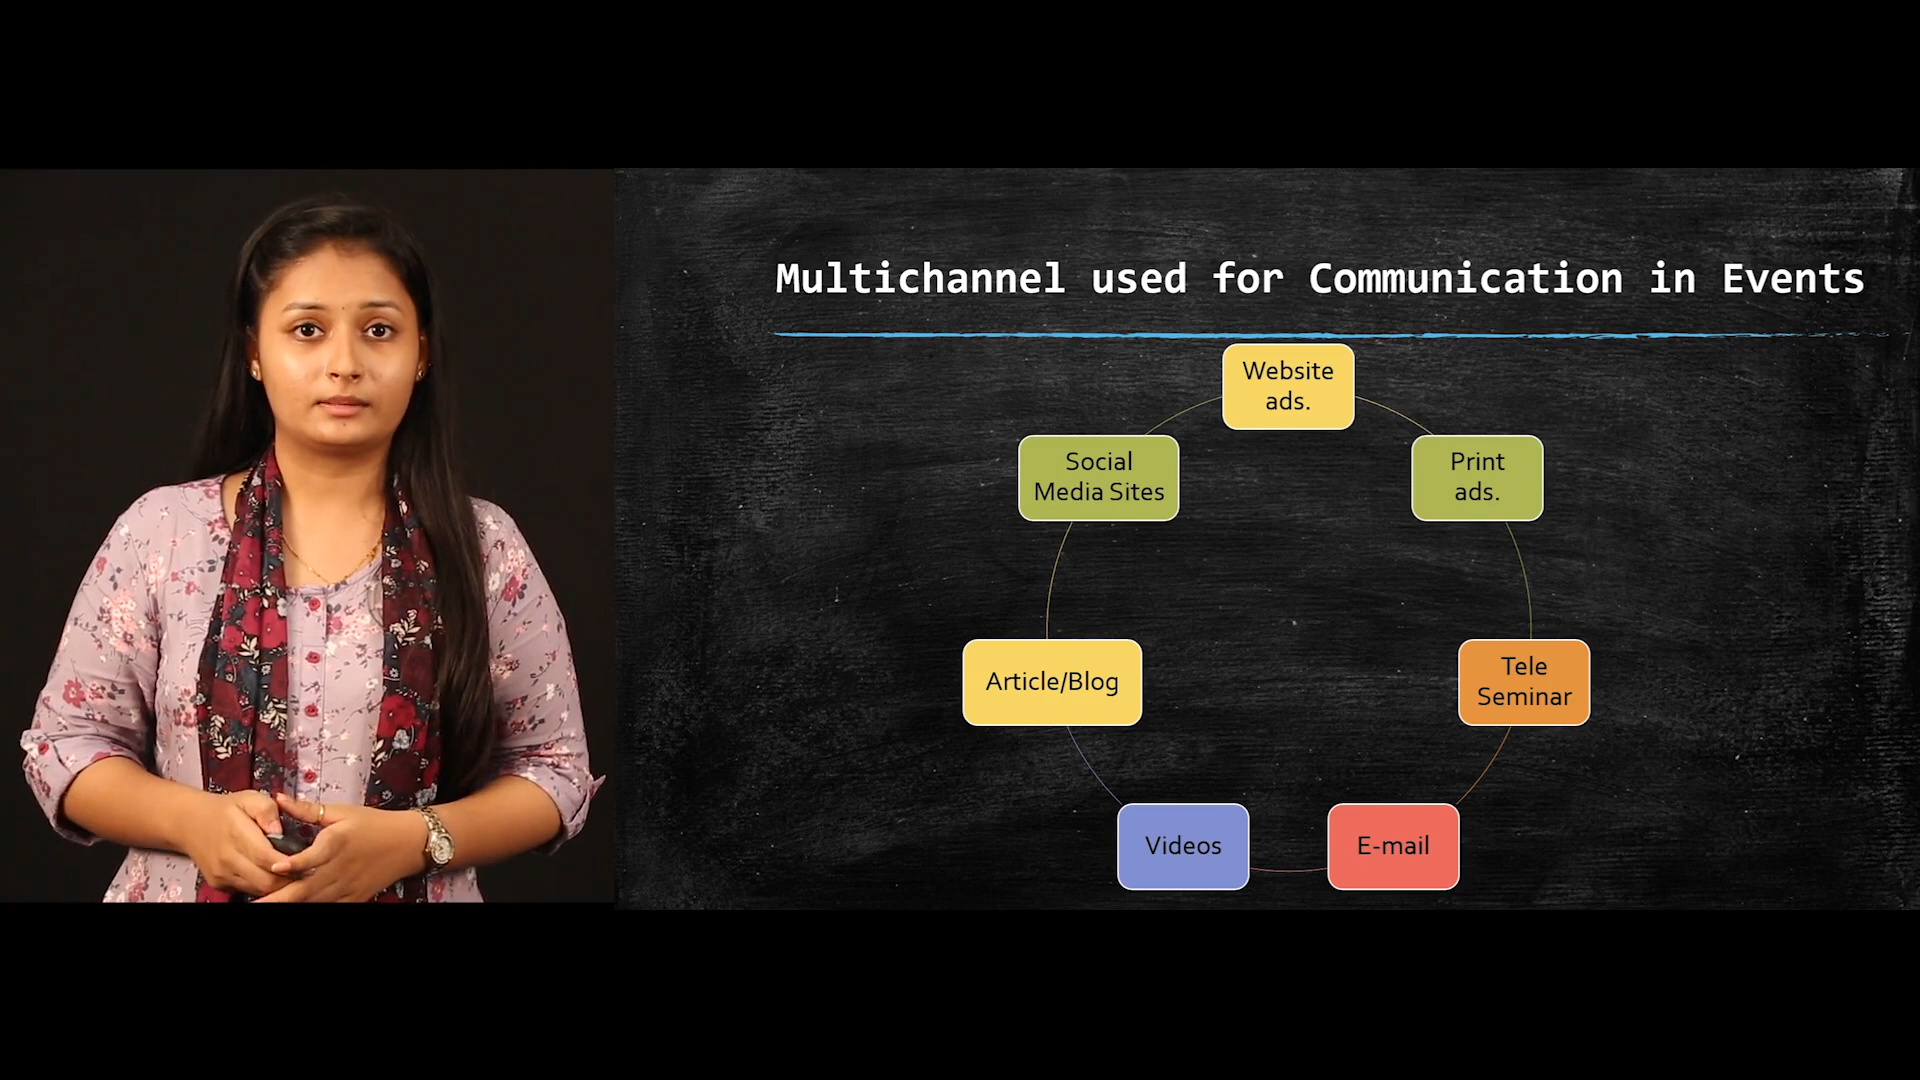 Multichannel used for Communication in Events
Website
ads.
Print
ads.
Tele
Seminar
E-mail
Videos
Article/Blog
Social
Media Sites